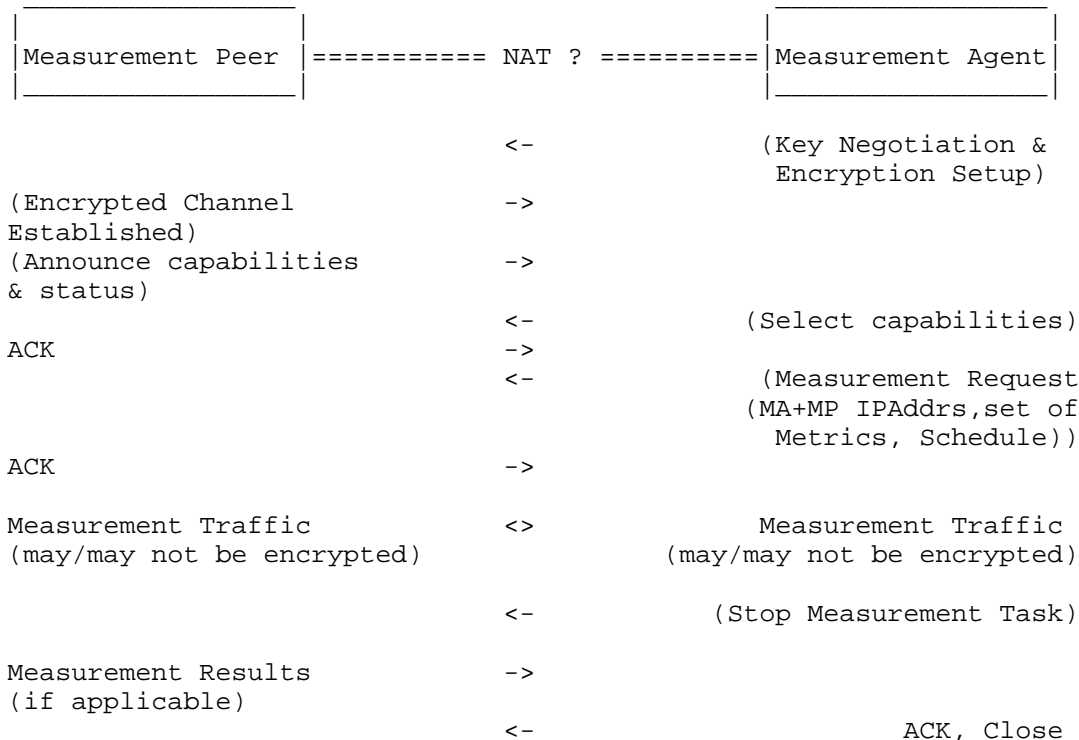 Measurement Peer =========== NAT ? ========== Measurement Agent
<- (Key Negotiation &
Encryption Setup)
(Encrypted Channel ->
Established)
(Announce capabilities ->
& status)
<- (Select capabilities)
ACK ->
<- (Measurement Request
(MA+MP IPAddrs,set of
Metrics, Schedule))
ACK ->
Measurement Traffic <> Measurement Traffic
(may/may not be encrypted) (may/may not be encrypted)
<- (Stop Measurement Task)
Measurement Results ->
(if applicable)
<- ACK, Close